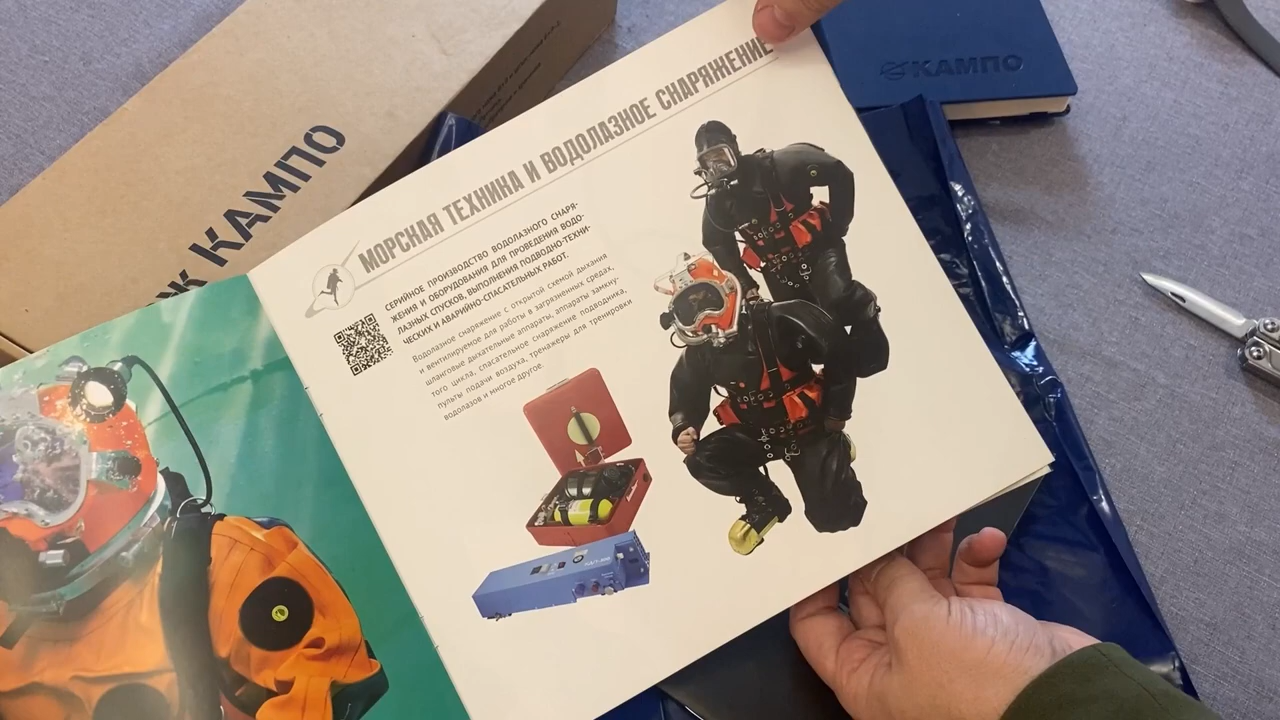 КАМПО
Ж КАМПО
МОРСКАЯ ТЕХНИКА И ВОДОЛАЗНОЕ СНАРЯЖЕНИЕ
СЕРИЙНОЕ ПРОИЗВОДСТВО ВОДОЛАЗНОГО СНАРЯ-
ЖЕНИЯ И ОБОРУДОВАНИЯ ДЛЯ ПРОВЕДЕНИЯ ВОДО-
ЛАЗНЫХ СПУСКОВ, ВЫПОЛНЕНИЯ ПОДВОДНО-ТЕХНИ-
ЧЕСКИХ И АВАРИЙНО-СПАСАТЕЛЬНЫХ РАБОТ.
Водолазное снаряжение с открытой схемой дыхания
и вентилируемое для работы в загрязненных средах,
шланговые дыхательные аппараты, аппараты замкну-
того цикла, спасательное снаряжение подводника,
пульты подачи воздуха, тренажеры для тренировки
водолазов и многое другое.